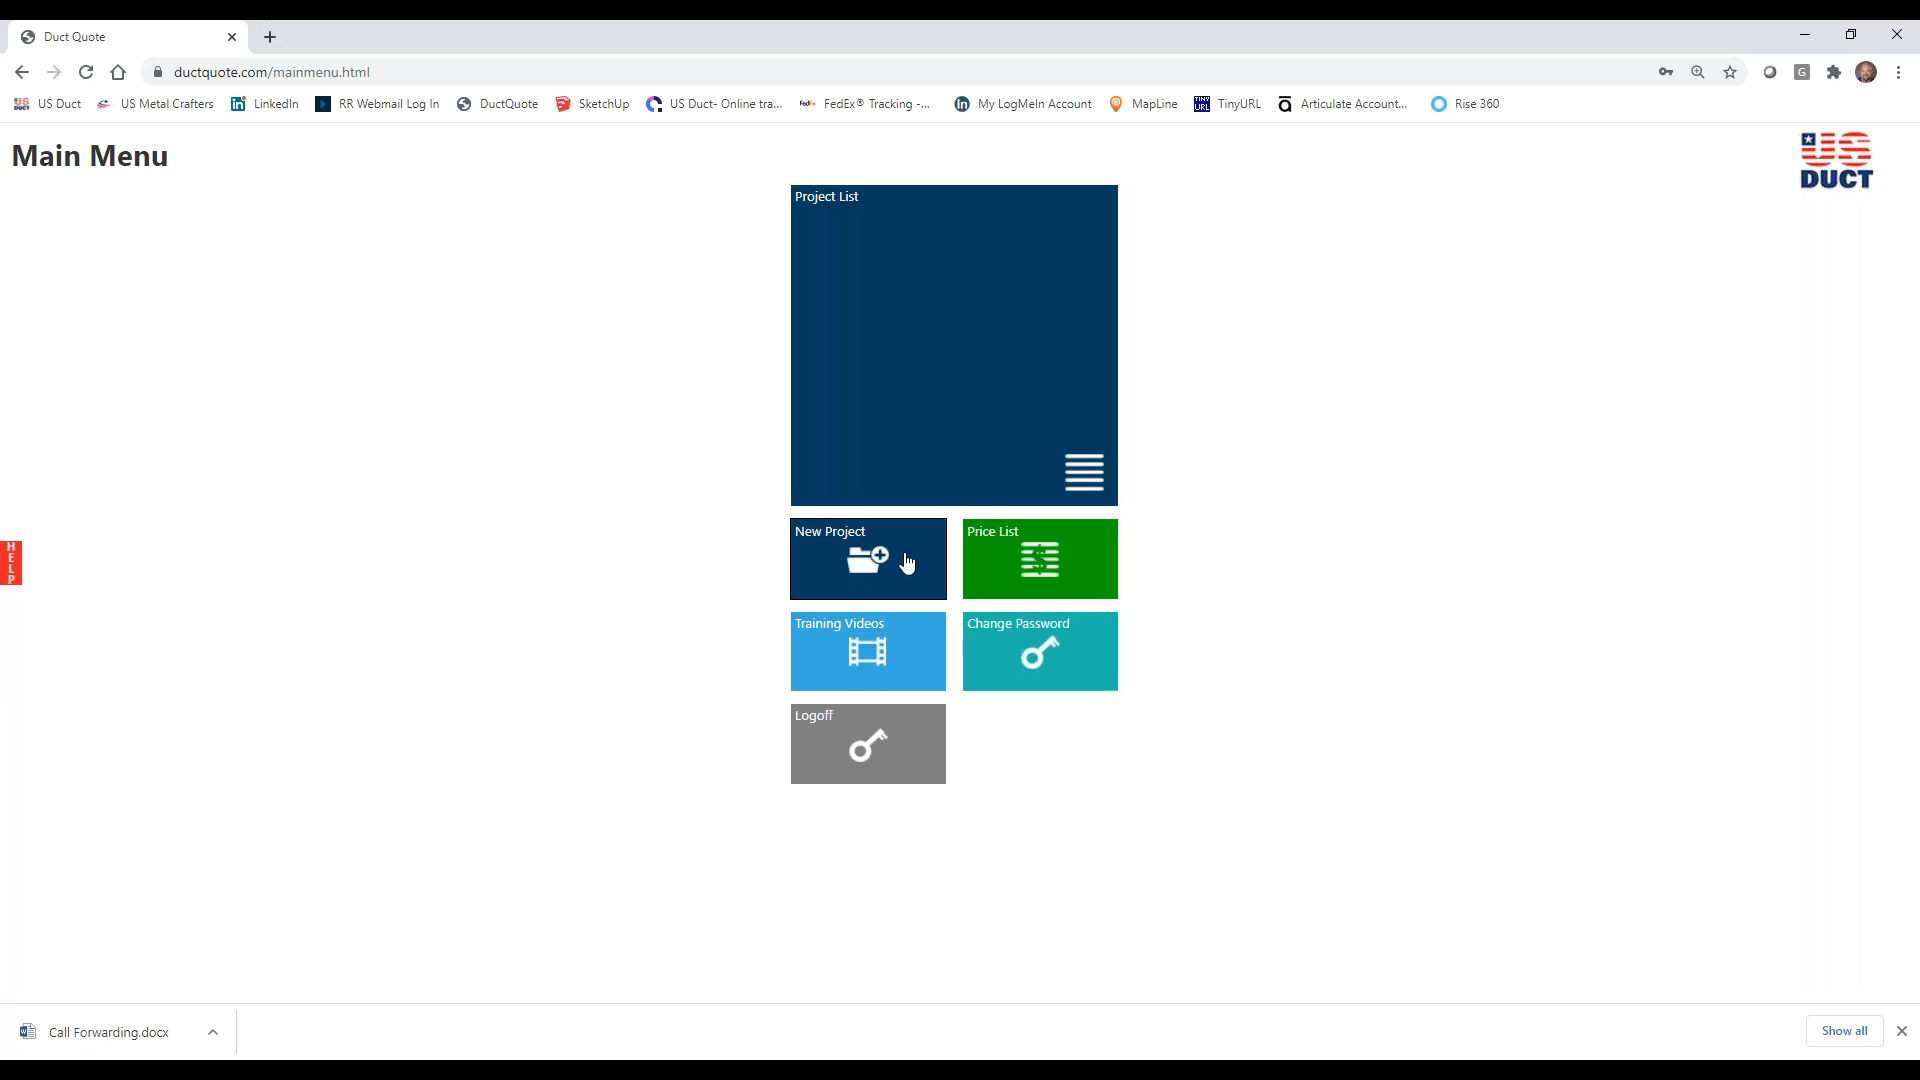 Duct Quote
ductquote.com/mainmenu.html
US Duct
US Metal Crafters
LinkedIn
RR Webmail Log In
DuctQuote
SketchUp
US Duct- Online tra...
FedEx® Tracking -...
My LogMeIn Account
MapLine
TinyURL
Articulate Account...
Rise 360
Main Menu
US
DUCT
Project List
New Project
Price List
HELP
Training Videos
Change Password
Logoff
Call Forwarding.docx
Show all